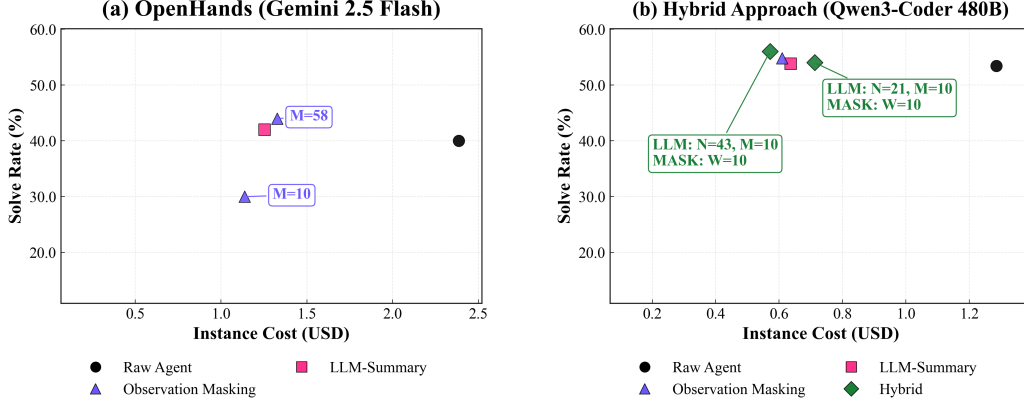 (a) OpenHands (Gemini 2.5 Flash)
60.0
50.0
40.0
30.0
20.0
Solve Rate (%)
M=58
M=10
0.5
1.0
1.5
2.0
2.5
Instance Cost (USD)
Raw Agent
LLM-Summary
Observation Masking
(b) Hybrid Approach (Qwen3-Coder 480B)
60.0
50.0
40.0
30.0
20.0
Solve Rate (%)
LLM: N=21, M=10
MASK: W=10
LLM: N=43, M=10
MASK: W=10
0.2
0.4
0.6
0.8
1.0
1.2
Instance Cost (USD)
Raw Agent
LLM-Summary
Observation Masking
Hybrid